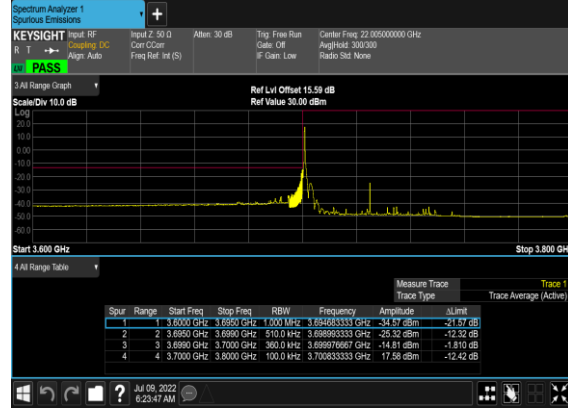 Spectrum Analyzer 1
Spurious Emissions
+
KEYSIGHT
Input: RF
Input Z: 50 Ω
Atten: 30 dB
Trig: Free Run
Center Freq: 22.005000000 GHz
R T
Coupling: DC
Corr CCorr
Gate: Off
Avg|Hold: 300/300
Align: Auto
Freq Ref: Int (S)
IF Gain: Low
Radio Std: None
PASS
3 All Range Graph
Ref Lvl Offset 15.59 dB
Scale/Div 10.0 dB
Ref Value 30.00 dBm
Log
20.0
10.0
0.00
-10.0
-20.0
-30.0
-40.0
-50.0
-60.0
Start 3.600 GHz
Stop 3.800 GH
4 All Range Table
Measure Trace
Trace 1
Trace Type
Trace Average (Active)
Spur Range Start Freq Stop Freq RBW Frequency Amplitude ΔLimit
1 1 3.6000 GHz 3.6950 GHz 1.000 MHz 3.694683333 GHz -34.57 dBm -21.57 dB
2 2 3.6950 GHz 3.6990 GHz 510.0 kHz 3.698993333 GHz -25.32 dBm -12.32 dB
3 3 3.6990 GHz 3.7000 GHz 360.0 kHz 3.699976667 GHz -14.81 dBm -1.810 dB
4 4 3.7000 GHz 3.8000 GHz 100.0 kHz 3.700833333 GHz 17.58 dBm -12.42 dB
?
Jul 09, 2022
6:23:47 AM